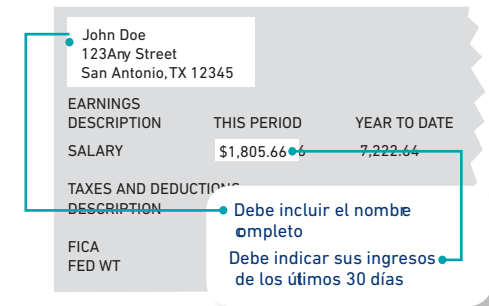 John Doe
123Any Street
San Antonio, TX 12345
EARNINGS
DESCRIPTION THIS PERIOD YEAR TO DATE
SALARY $1,805.66 7,222.64
TAXES AND DEDUCTIONS
DESCRIPTION
Debe incluir el nombre
completo
FICA
FED WT
Debe indicar sus ingresos
de los útimos 30 días